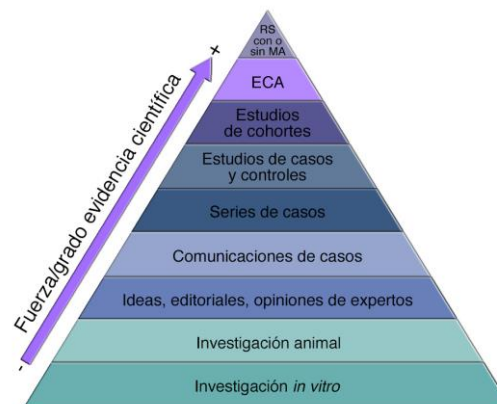 RS
con o
sin MA
ECA
Estudios
de cohortes
Estudios de casos
y controles
Series de casos
Comunicaciones de casos
Ideas, editoriales, opiniones de expertos
Investigación animal
Investigación in vitro
- Fuerza/grado evidencia científica +